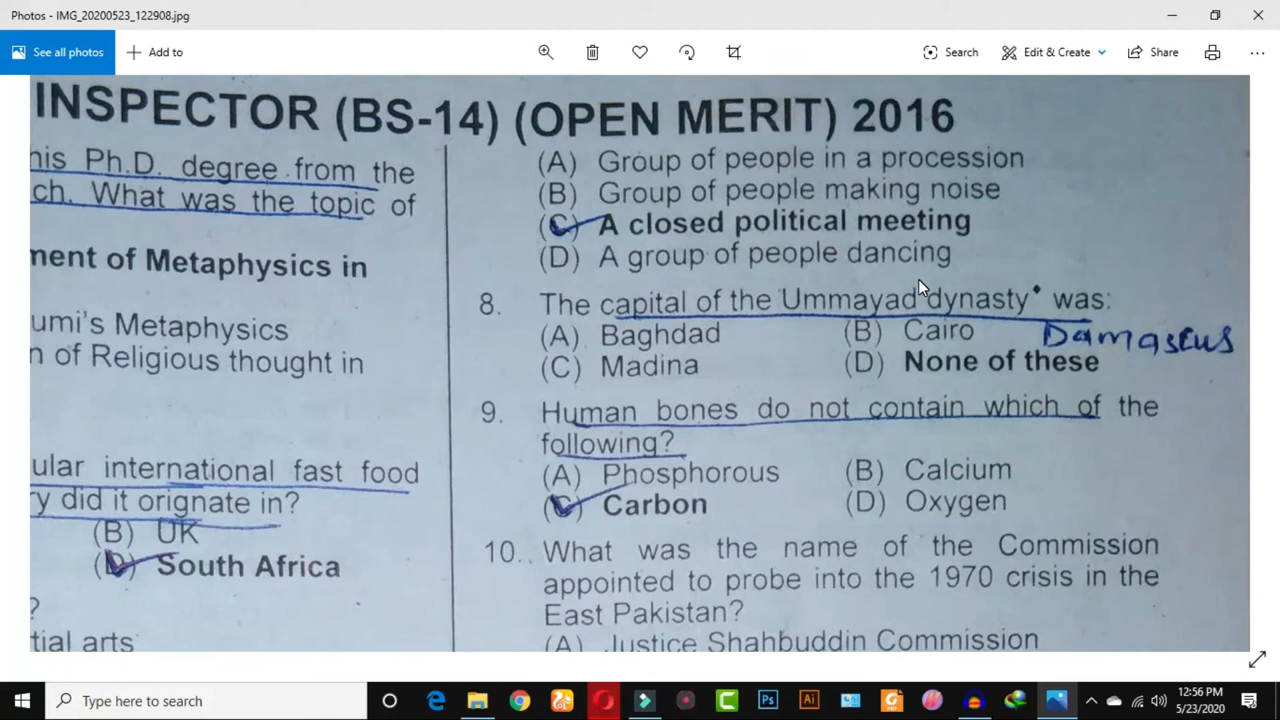 Photos - IMG_20200523_122908.jpg
See all photos
Add to
Search
Edit & Create
Share
INSPECTOR (BS-14) (OPEN MERIT) 2016
his Ph.D. degree from the
ch. What was the topic of
ment of Metaphysics in
umi's Metaphysics
n of Religious thought in
ular international fast food
ry did it orignate in?
(B) UK
(D) South Africa
?
tial arts
(A) Group of people in a procession
(B) Group of people making noise
(C) A closed political meeting
(D) A group of people dancing
8. The capital of the Ummayad dynasty was:
(A) Baghdad (B) Cairo Damascus
(C) Madina (D) None of these
9. Human bones do not contain which of the
following?
(A) Phosphorous (B) Calcium
(C) Carbon (D) Oxygen
10. What was the name of the Commission
appointed to probe into the 1970 crisis in the
East Pakistan?
(A) Justice Shahbuddin Commission
Type here to search
Ps
Ai
12:56 PM
5/23/2020